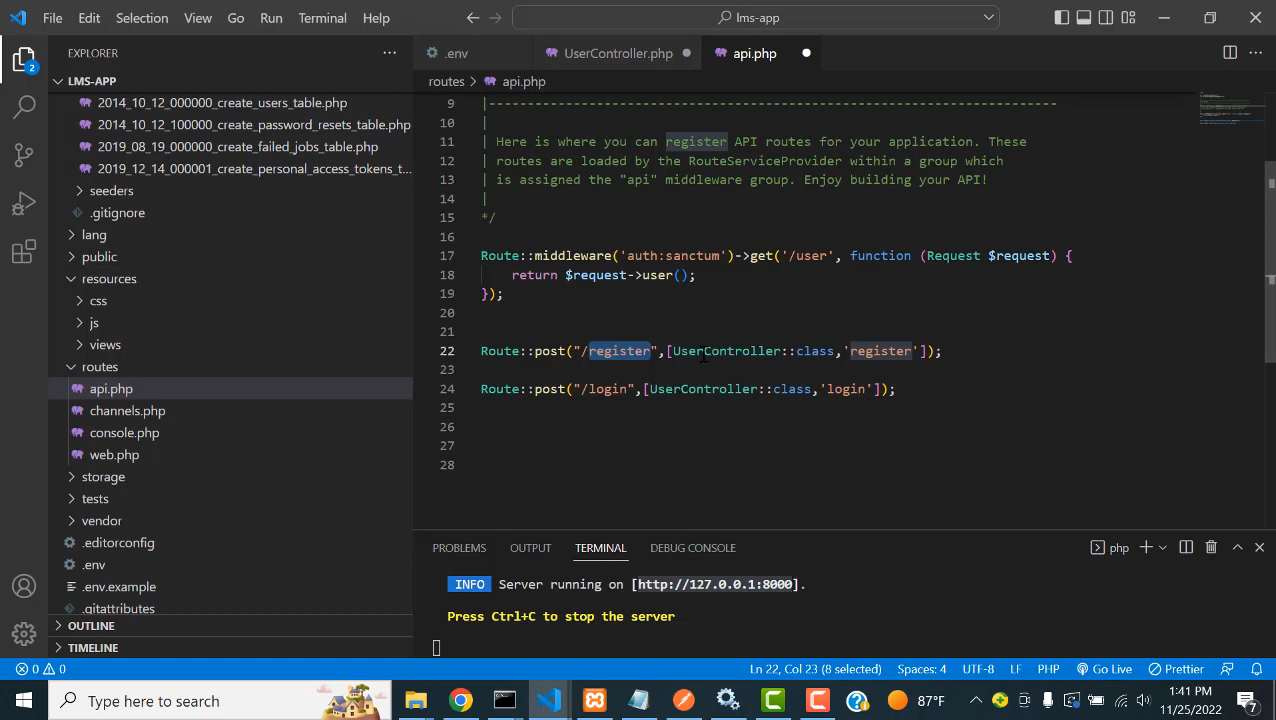 File Edit Selection View Go Run Terminal Help
lms-app
EXPLORER
.env UserController.php api.php
LMS-APP
routes > api.php
2014_10_12_000000_create_users_table.php
2014_10_12_100000_create_password_resets_table.php
2019_08_19_000000_create_failed_jobs_table.php
2019_12_14_000001_create_personal_access_tokens_t...
seeders
.gitignore
lang
public
resources
css
js
views
routes
api.php
channels.php
console.php
web.php
storage
tests
vendor
.editorconfig
.env
.env.example
.gitattributes
OUTLINE
TIMELINE
9 |--------------------------------------------------------------------------
10 |
11 | Here is where you can register API routes for your application. These
12 | routes are loaded by the RouteServiceProvider within a group which
13 | is assigned the "api" middleware group. Enjoy building your API!
14 |
15 */
16
17 Route::middleware('auth:sanctum')->get('/user', function (Request $request) {
18 return $request->user();
19 });
20
21
22 Route::post("/register",[UserController::class,'register']);
23
24 Route::post("/login",[UserController::class,'login']);
25
26
27
28
PROBLEMS OUTPUT TERMINAL DEBUG CONSOLE
php
INFO Server running on [http://127.0.0.1:8000].
Press Ctrl+C to stop the server
2
0 0
Ln 22, Col 23 (8 selected) Spaces: 4 UTF-8 LF PHP Go Live Prettier
Type here to search
87°F
1:41 PM
11/25/2022
7